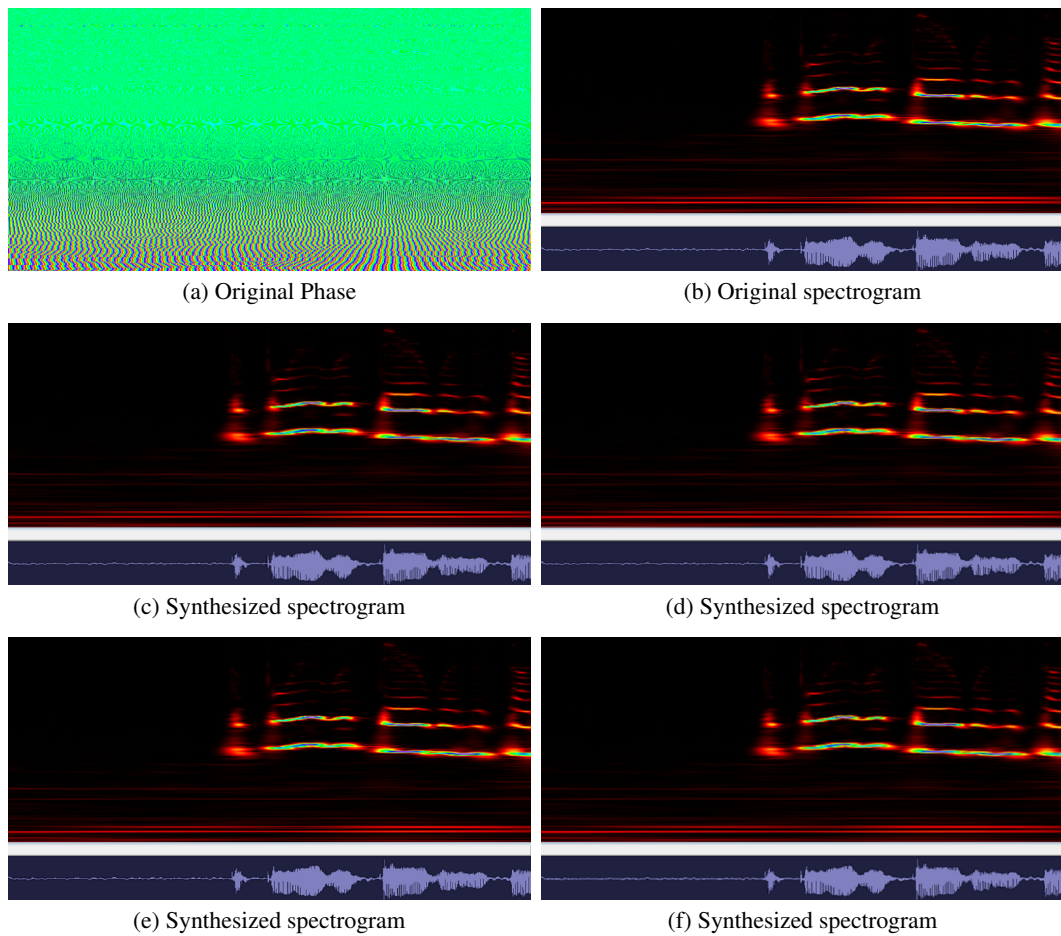 (a) Original Phase
(b) Original spectrogram
(c) Synthesized spectrogram
(d) Synthesized spectrogram
(e) Synthesized spectrogram
(f) Synthesized spectrogram